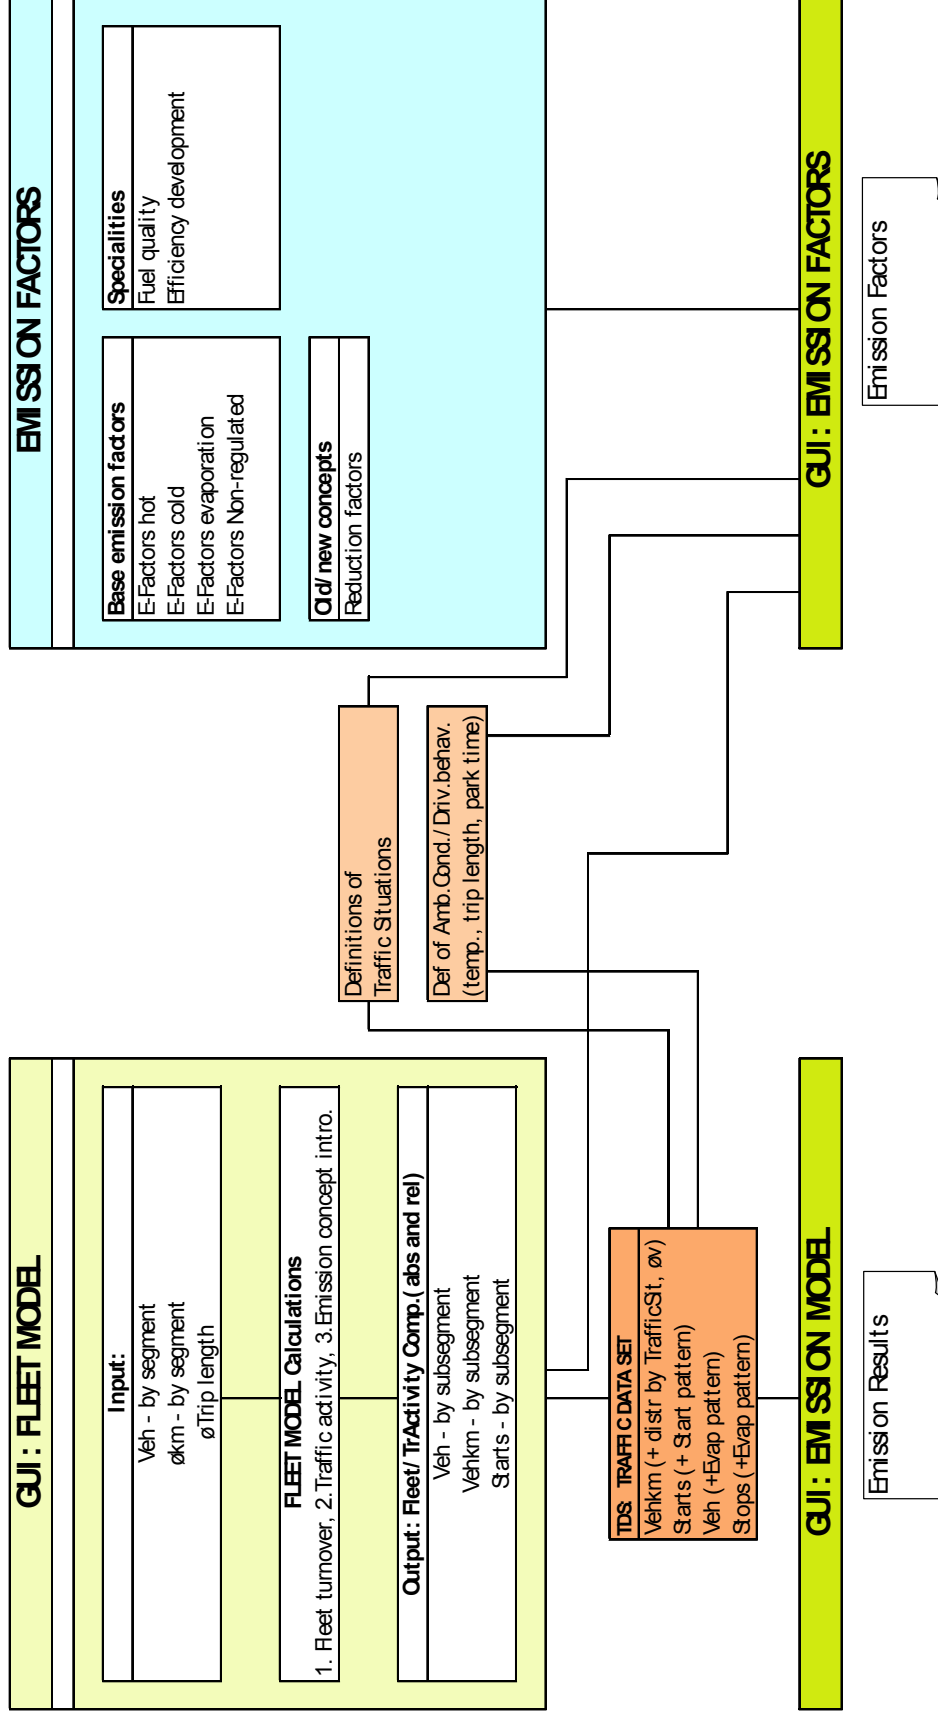 GUI: FLEET MODEL
Input:
Veh - by segment
økm - by segment
øTrip length
FLEET MODEL Calculations
1. Fleet turnover, 2.Traffic activity, 3.Emission concept intro.
Output: Fleet/TrActivity Comp.(abs and rel)
Veh - by subsegment
Vehkm - by subsegment
Starts - by subsegment
TDS: TRAFFIC DATA SET
Vehkm (+ distr by TrafficSit, øv)
Starts (+ Start pattern)
Veh (+Evap pattern)
Stops (+Evap pattern)
GUI: EMISSION MODEL
Emission Results
Definitions of
Traffic Situations
Def of Amb.Cond./Driv.behav.
(temp., trip length, park time)
EMISSION FACTORS
Base emission factors
E-Factors hot
E-Factors cold
E-Factors evaporation
E-Factors Non-regulated
Specialities
Fuel quality
Efficiency development
Old/new concepts
Reduction factors
GUI: EMISSION FACTORS
Emission Factors